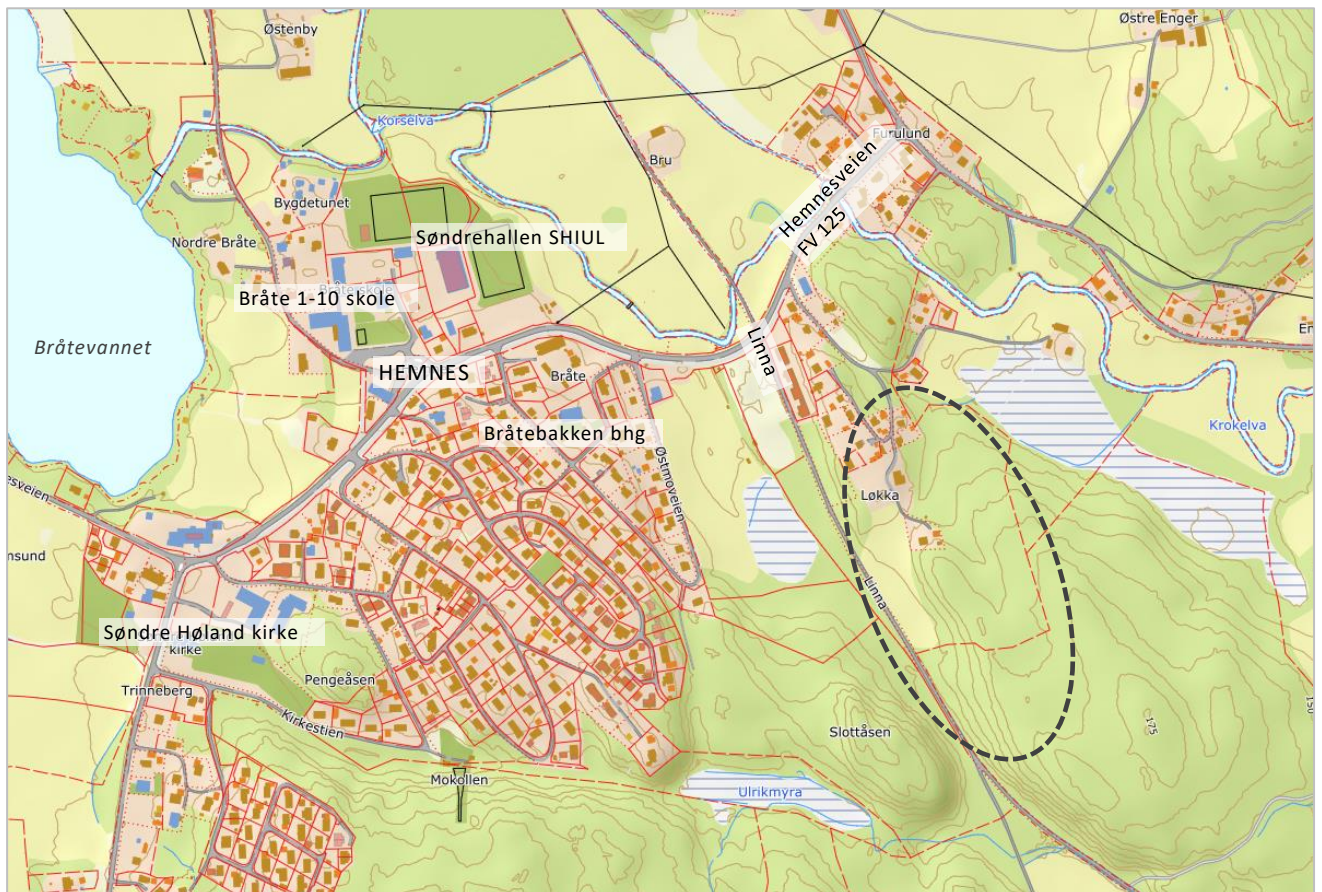 Østenby
Østre Enger
Korselva
Furulund
Bru
Hemnesveien
FV 125
Bygdetunet
Søndrehallen SHIUL
Nordre Bråte
Bråte skole
Bråte 1-10 skole
Bråtevannet
Linna
HEMNES
Bråte
Bråtebakken bhg
Østmoveien
Krokelva
Løkka
esveien
msund
Linna
Søndre Høland kirke
kirke
Pengeåsen
Trinneberg
Kirkestien
Slottåsen
175
150
Mokollen
Ulrikmyra
En